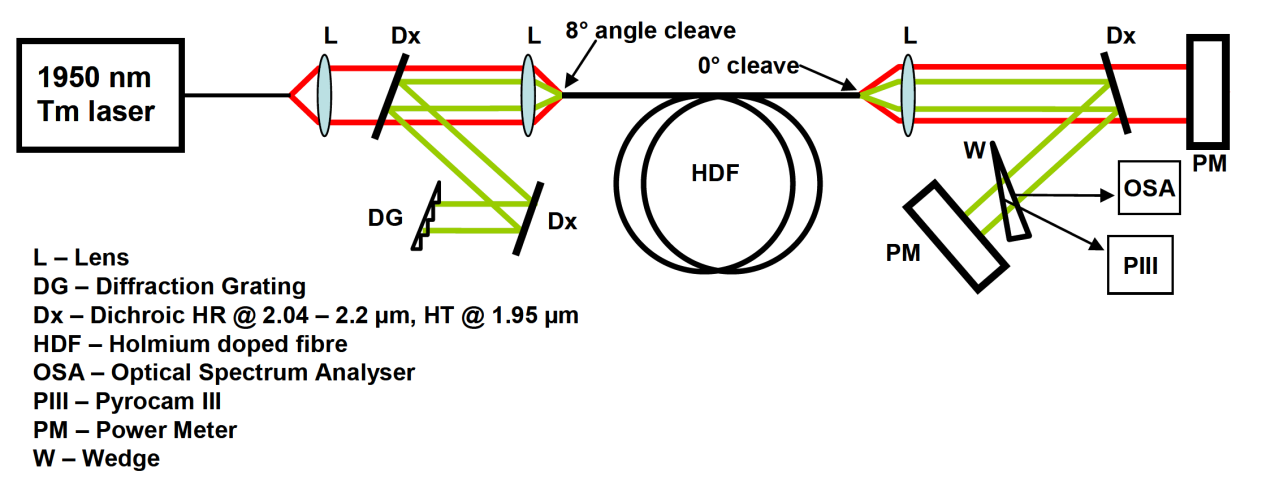 L
Dx
L
8° angle cleave
0° cleave
L
Dx
1950 nm
Tm laser
HDF
W
PM
OSA
DG
Dx
PM
PIII
L – Lens
DG – Diffraction Grating
Dx – Dichroic HR @ 2.04 – 2.2 µm, HT @ 1.95 µm
HDF – Holmium doped fibre
OSA – Optical Spectrum Analyser
PIII – Pyrocam III
PM – Power Meter
W – Wedge